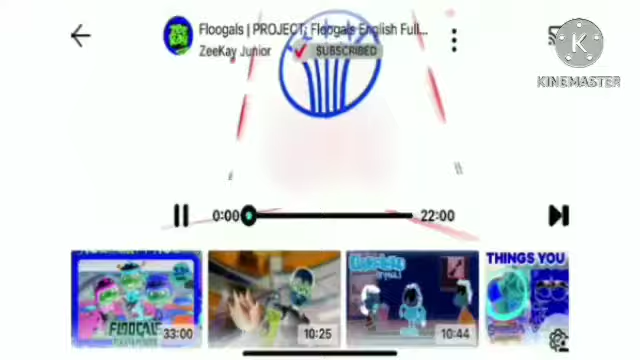 Floogals | PROJECT: Floogals English Full...
ZeeKay Junior
SUBSCRIBED
K
KINEMASTER
0:00
22:00
THINGS YOU
FLOOGALS
33:00
10:25
10:44